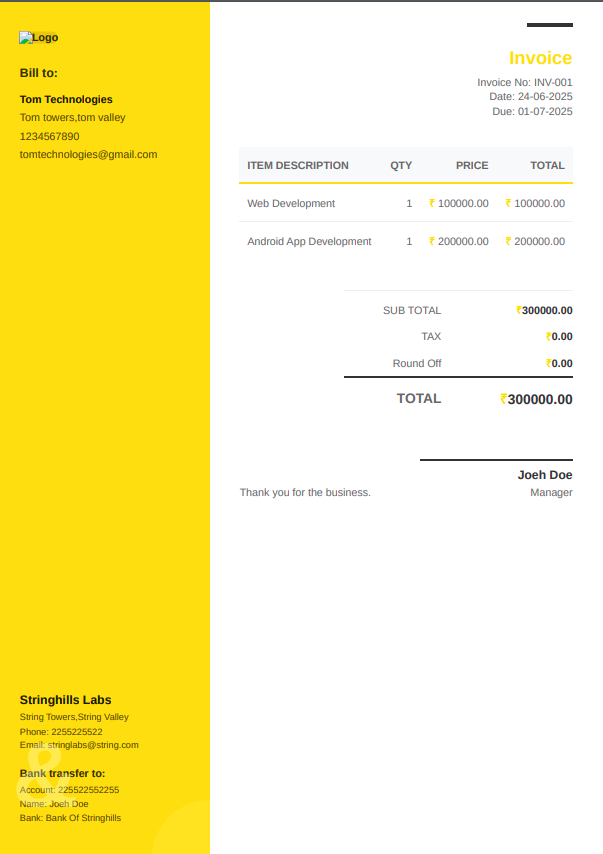 Logo
Bill to:
Tom Technologies
Tom towers,tom valley
1234567890
tomtechnologies@gmail.com
Invoice
Invoice No: INV-001
Date: 24-06-2025
Due: 01-07-2025
ITEM DESCRIPTION QTY PRICE TOTAL
Web Development 1 ₹ 100000.00 ₹ 100000.00
Android App Development 1 ₹ 200000.00 ₹ 200000.00
SUB TOTAL ₹300000.00
TAX ₹0.00
Round Off ₹0.00
TOTAL ₹300000.00
Joeh Doe
Thank you for the business. Manager
Stringhills Labs
String Towers,String Valley
Phone: 2255225522
Email: stringlabs@string.com
&
Bank transfer to:
Account: 225522552255
Name: Joeh Doe
Bank: Bank Of Stringhills